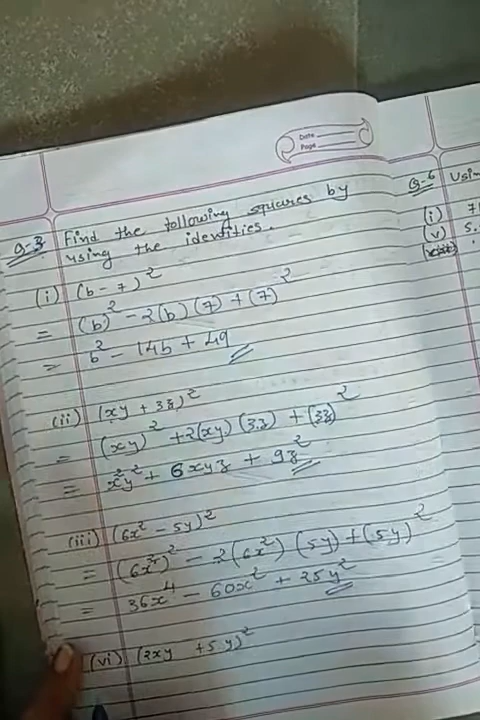 Date
Page
Q-3 Find the following squares by
using the identities.
(i) (b - 7)²
= (b)² - 2(b)(7) + (7)²
= b² - 14b + 49
(ii) (xy + 3z)²
= (xy)² + 2(xy)(3z) + (3z)²
= x²y² + 6xyz + 9z²
(iii) (6x² - 5y)²
= (6x²)² - 2(6x²)(5y) + (5y)²
= 36x⁴ - 60x² + 25y²
(vi) (2xy + 5y)²
Q-6
(i)
(v)